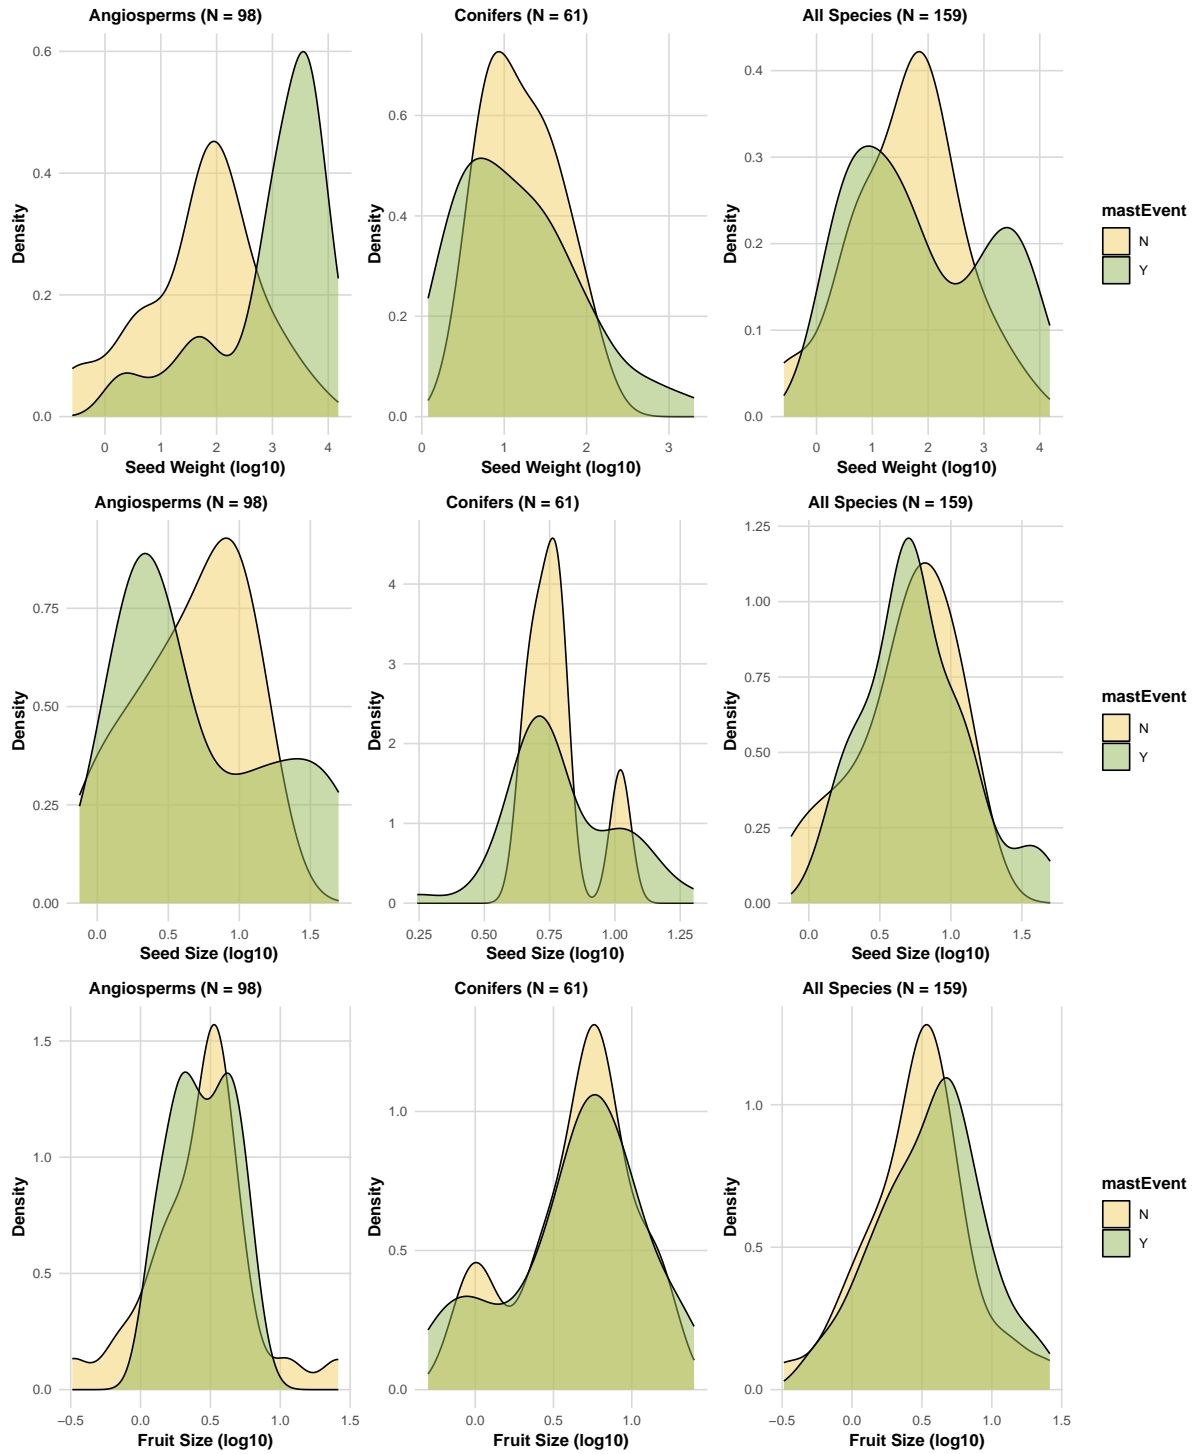 Angiosperms (N = 98)
Conifers (N = 61)
All Species (N = 159)
Density
0.6
0.4
0.2
0.0
0
1
2
3
4
Seed Weight (log10)
Density
0.6
0.4
0.2
0.0
0
1
2
3
Seed Weight (log10)
Density
0.4
0.3
0.2
0.1
0.0
0
1
2
3
4
Seed Weight (log10)
mastEvent
N
Y
Angiosperms (N = 98)
Conifers (N = 61)
All Species (N = 159)
Density
0.75
0.50
0.25
0.00
0.0
0.5
1.0
1.5
Seed Size (log10)
Density
4
3
2
1
0
0.25
0.50
0.75
1.00
1.25
Seed Size (log10)
Density
1.25
1.00
0.75
0.50
0.25
0.00
0.0
0.5
1.0
1.5
Seed Size (log10)
mastEvent
N
Y
Angiosperms (N = 98)
Conifers (N = 61)
All Species (N = 159)
Density
1.5
1.0
0.5
0.0
−0.5
0.0
0.5
1.0
1.5
Fruit Size (log10)
Density
1.0
0.5
0.0
0.0
0.5
1.0
Fruit Size (log10)
Density
1.0
0.5
0.0
−0.5
0.0
0.5
1.0
1.5
Fruit Size (log10)
mastEvent
N
Y